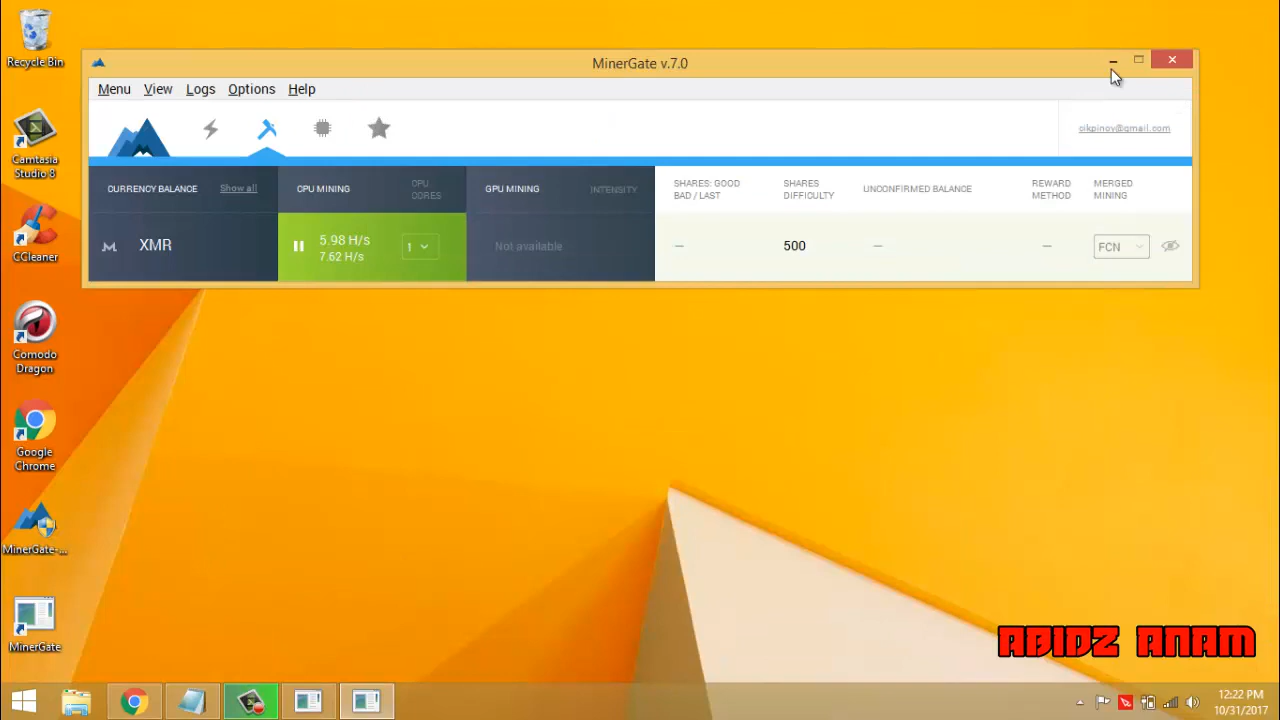 Recycle Bin
Camtasia
Studio 8
CCleaner
Comodo
Dragon
Google
Chrome
MinerGate-...
MinerGate
MinerGate v.7.0
Menu View Logs Options Help
cikpinov@gmail.com
CURRENCY BALANCE Show all
CPU MINING
CPU
CORES
GPU MINING
INTENSITY
SHARES: GOOD
BAD / LAST
SHARES
DIFFICULTY
UNCONFIRMED BALANCE
REWARD
METHOD
MERGED
MINING
XMR
5.98 H/s
7.62 H/s
1
Not available
—
500
—
—
FCN
ABIDZ ANAM
12:22 PM
10/31/2017